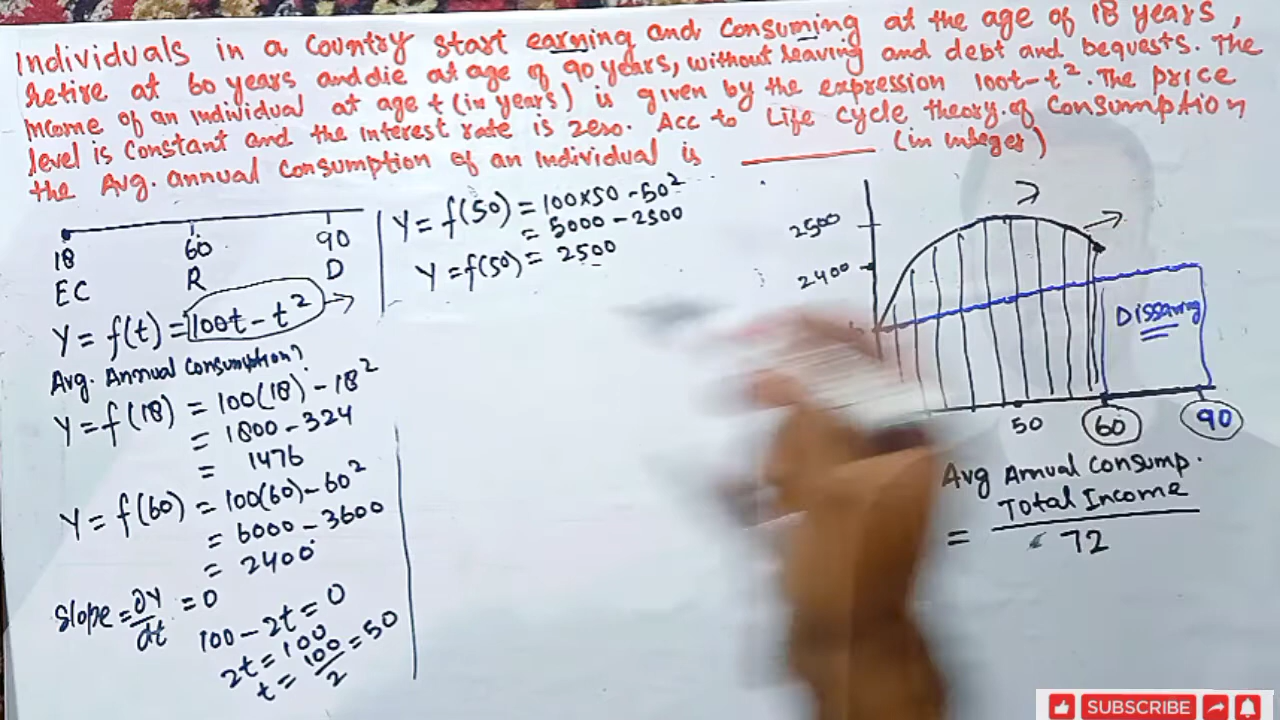 Individuals in a Country start earning and Consuming at the age of 18 years,
retire at 60 years and die at age of 90 years, without leaving and debt and bequests. The
income of an individual at age t (in years) is given by the expression 100t-t². The price
level is Constant and the interest rate is zero. Acc to Life Cycle theory of Consumption
the Avg. annual Consumption of an individual is ________ (in integer)
18 60 90
EC R D
Y = f(t) = 100t - t²
Avg. Annual Consumption?
Y = f(18) = 100(18) - 18²
= 1800 - 324
= 1476
Y = f(60) = 100(60) - 60²
= 6000 - 3600
= 2400
Slope = ∂Y/dt = 0
100 - 2t = 0
2t = 100
t = 100/2 = 50
Y = f(50) = 100×50 - 50²
= 5000 - 2500
Y = f(50) = 2500
2500
2400
Dissaving
50 60 90
Avg Annual Consump.
= Total Income / 72
SUBSCRIBE